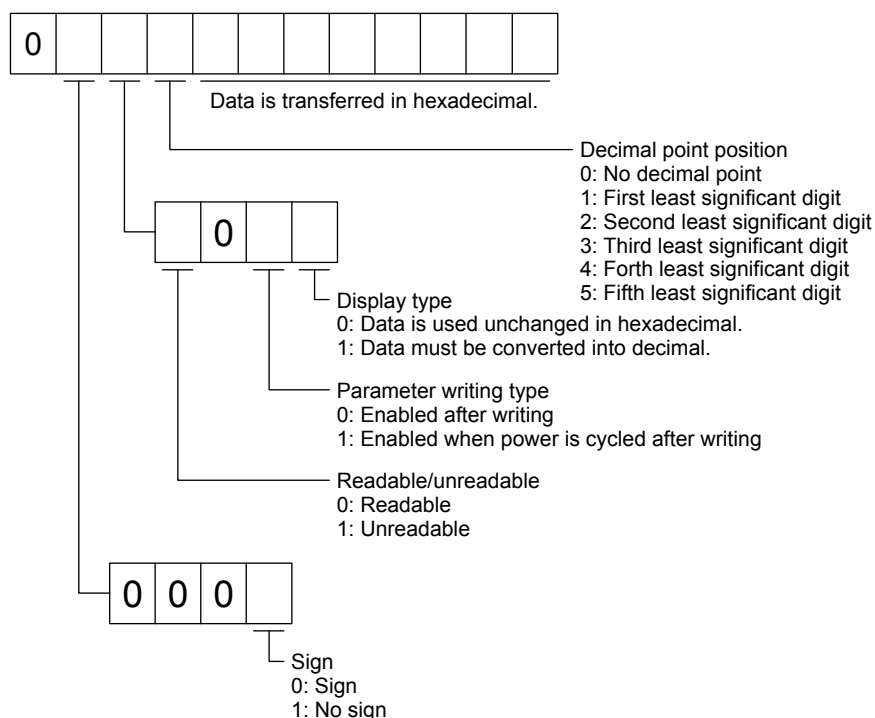 0
Data is transferred in hexadecimal.
Decimal point position
0: No decimal point
1: First least significant digit
2: Second least significant digit
3: Third least significant digit
4: Forth least significant digit
5: Fifth least significant digit
0
Display type
0: Data is used unchanged in hexadecimal.
1: Data must be converted into decimal.
Parameter writing type
0: Enabled after writing
1: Enabled when power is cycled after writing
Readable/unreadable
0: Readable
1: Unreadable
0 0 0
Sign
0: Sign
1: No sign